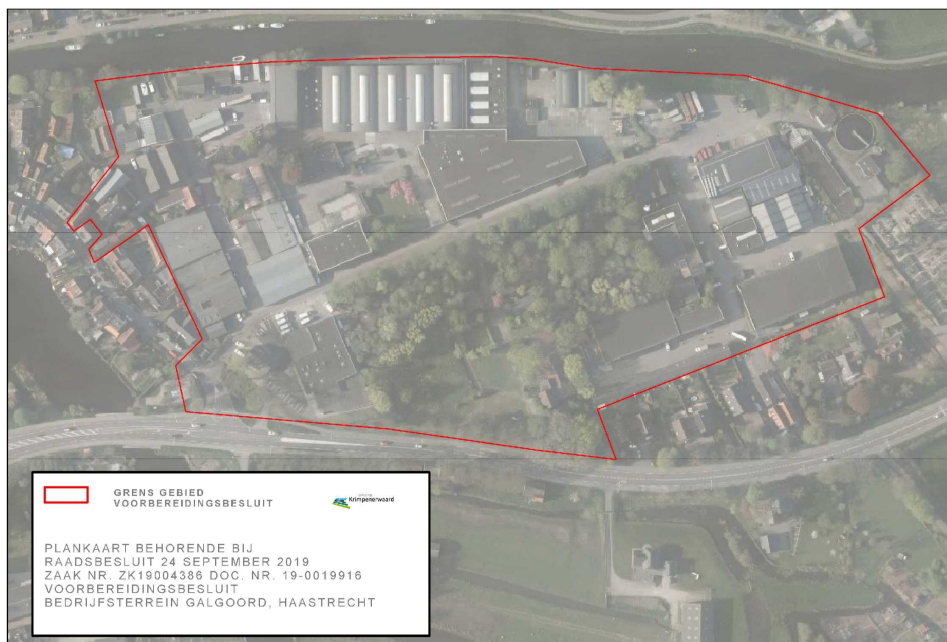 GRENS GEBIED
VOORBEREIDINGSBESLUIT
Krimpenerwaard
PLANKAART BEHORENDE BIJ
RAADSBESLUIT 24 SEPTEMBER 2019
ZAAK NR. ZK19004386 DOC. NR. 19-0019916
VOORBEREIDINGSBESLUIT
BEDRIJFSTERREIN GALGOORD, HAASTRECHT